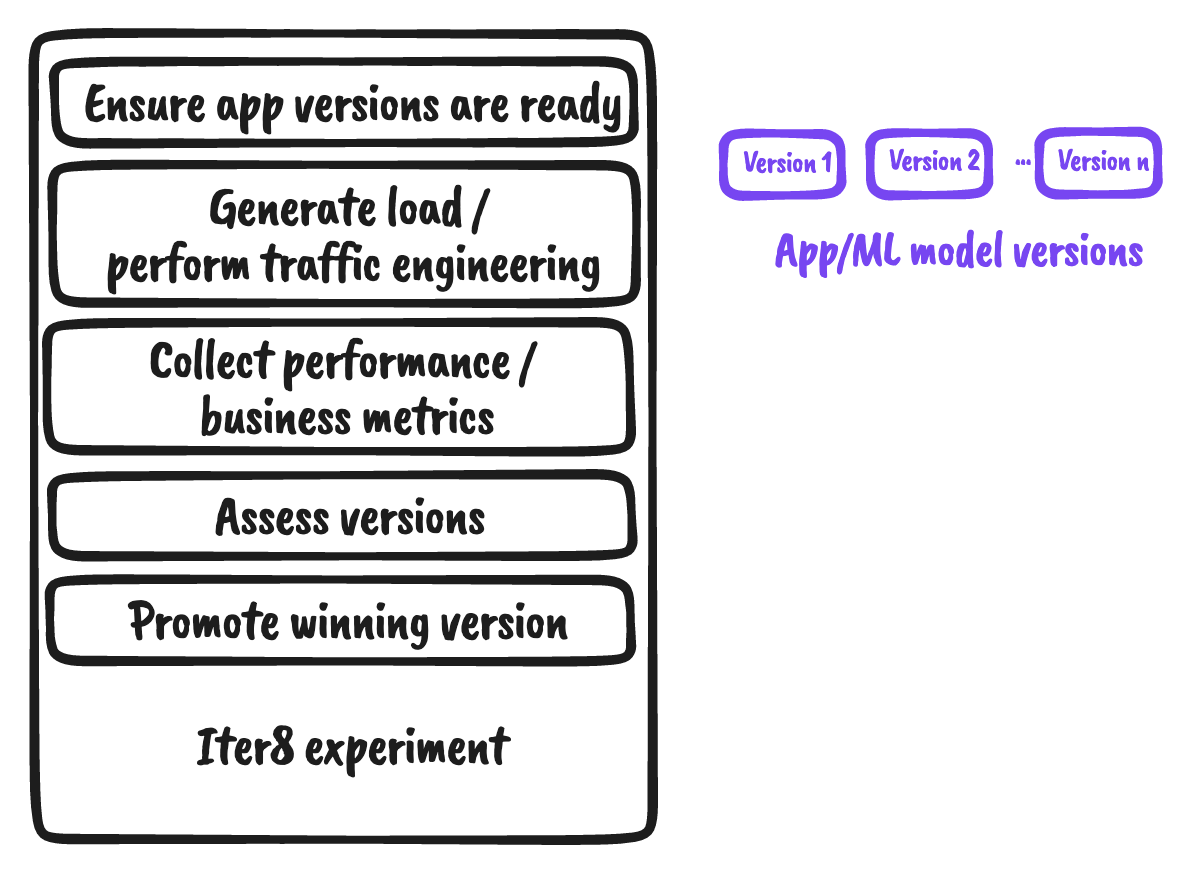 Ensure app versions are ready
Generate load /
perform traffic engineering
Collect performance /
business metrics
Assess versions
Promote winning version
Iter8 experiment
Version 1
Version 2
...
Version n
App/ML model versions